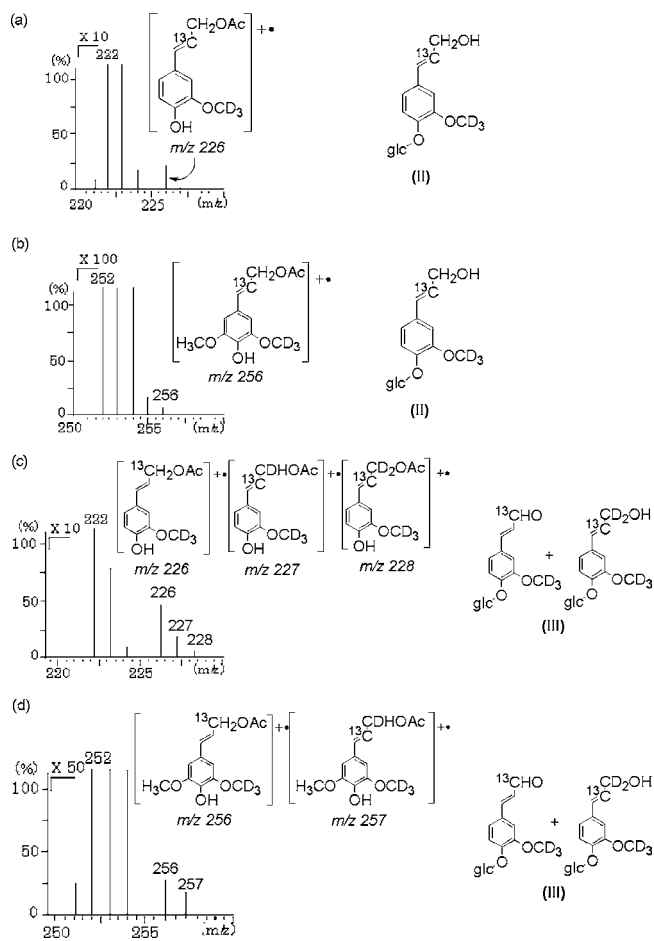 (a)
X 10
(%) 222
100
50
0
220 225 (m/z)
13C CH2OAc +•
OCD3
OH
m/z 226
13C CH2OH
OCD3
O
glc
(II)
(b)
X 100
(%) 252
100
50
0
256
250 255 (m/z)
13C CH2OAc +•
H3CO OCD3
OH
m/z 256
13C CH2OH
OCD3
O
glc
(II)
(c)
X 10
(%) 222
100
50
0
226
227
228
220 225 (m/z)
13C CH2OAc +•
OCD3
OH
m/z 226
13C CDHOAc +•
OCD3
OH
m/z 227
13C CD2OAc +•
OCD3
OH
m/z 228
13CHO
OCD3
O
glc
+
13C CD2OH
OCD3
O
glc
(III)
(d)
X 50
(%) 252
100
50
0
256
257
250 255 (m/z)
13C CH2OAc +•
H3CO OCD3
OH
m/z 256
13C CDHOAc +•
H3CO OCD3
OH
m/z 257
13CHO
OCD3
O
glc
+
13C CD2OH
OCD3
O
glc
(III)